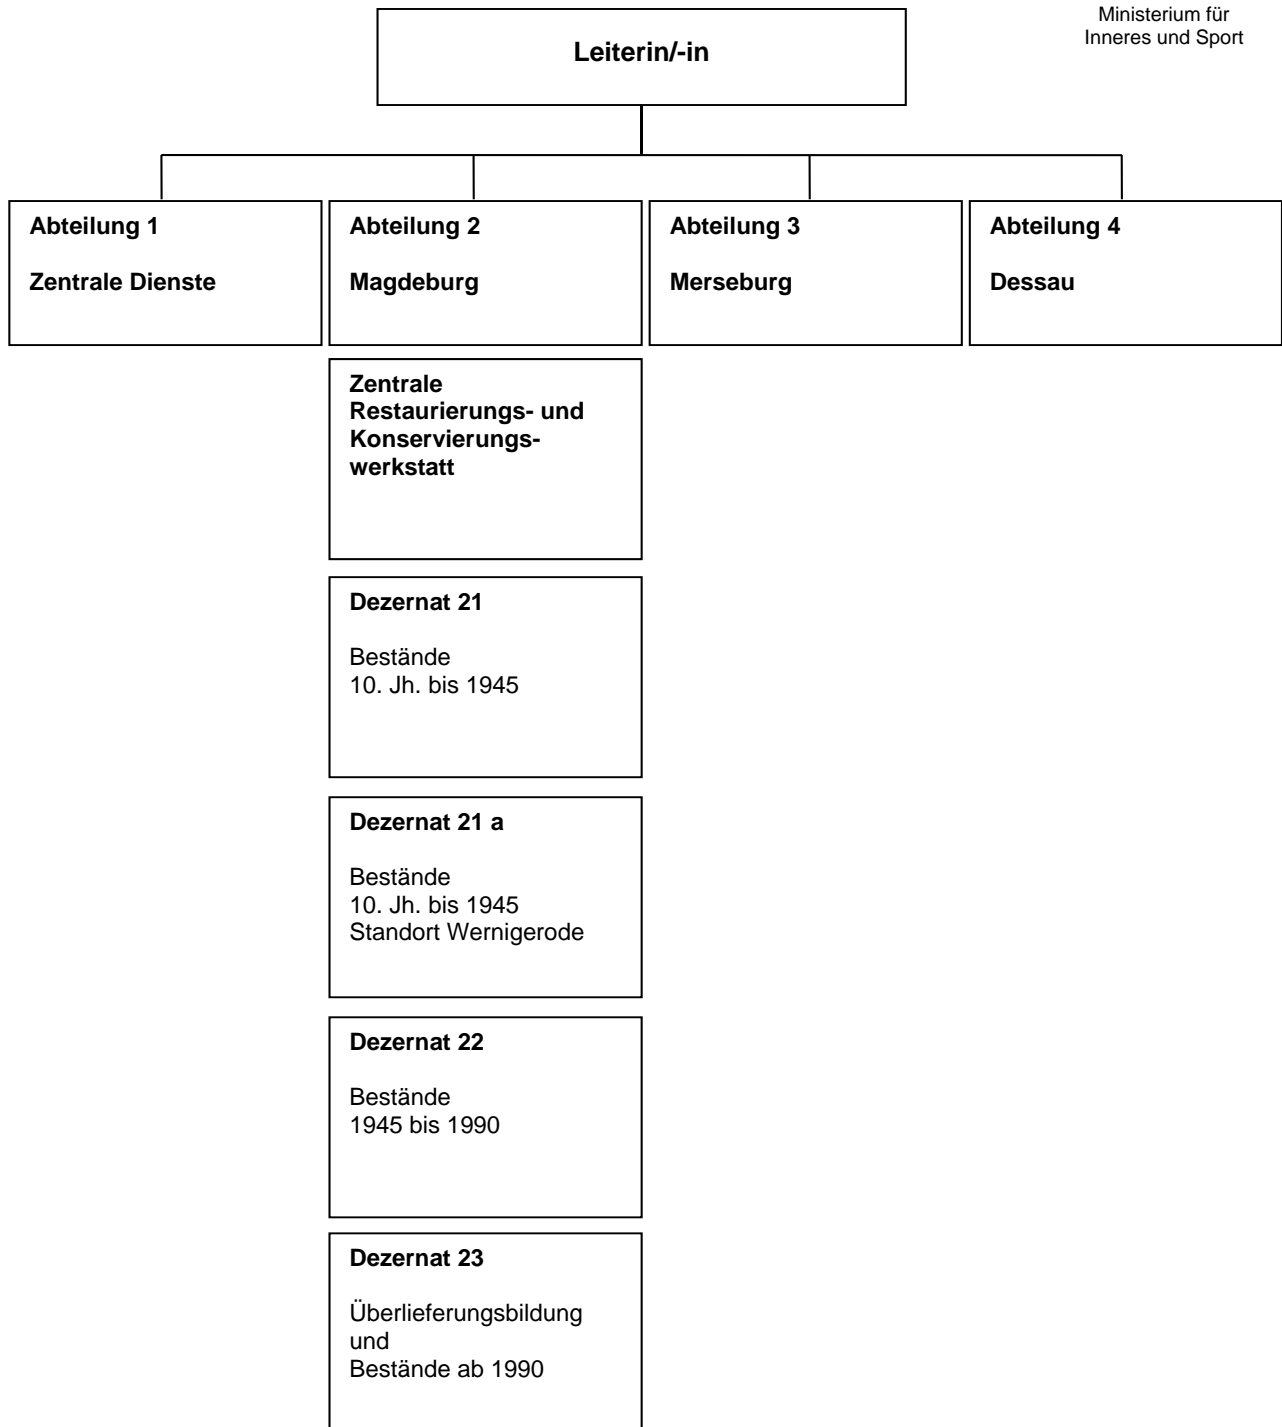 Ministerium für
Inneres und Sport
Leiterin/-in
Abteilung 1
Zentrale Dienste
Abteilung 2
Magdeburg
Abteilung 3
Merseburg
Abteilung 4
Dessau
Zentrale
Restaurierungs- und
Konservierungs-
werkstatt
Dezernat 21
Bestände
10. Jh. bis 1945
Dezernat 21 a
Bestände
10. Jh. bis 1945
Standort Wernigerode
Dezernat 22
Bestände
1945 bis 1990
Dezernat 23
Überlieferungsbildung
und
Bestände ab 1990